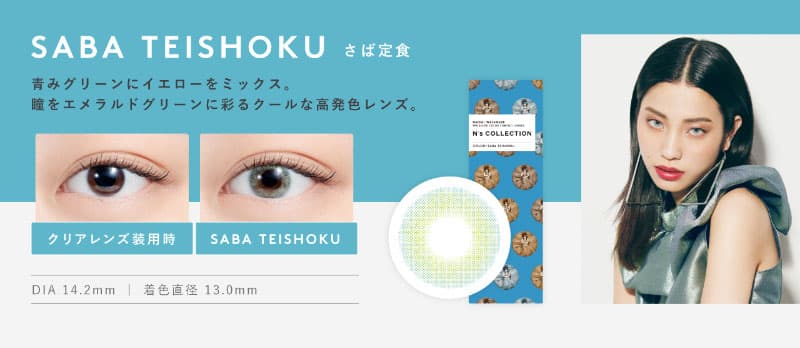 SABA TEISHOKU さば定食
青みグリーンにイエローをミックス。
瞳をエメラルドグリーンに彩るクールな高発色レンズ。
クリアレンズ装用時
SABA TEISHOKU
DIA 14.2mm | 着色直径 13.0mm
N's COLLECTION